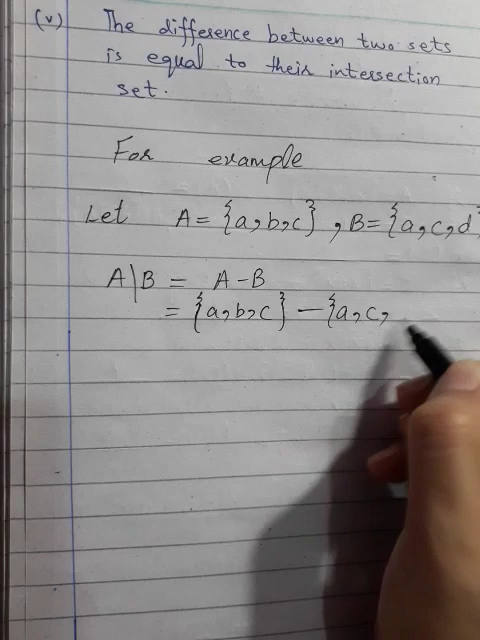 (v) The difference between two sets
is equal to their intersection
set.
For example
Let A = {a,b,c} , B = {a,c,d
A\B = A-B
= {a,b,c} - {a,c,